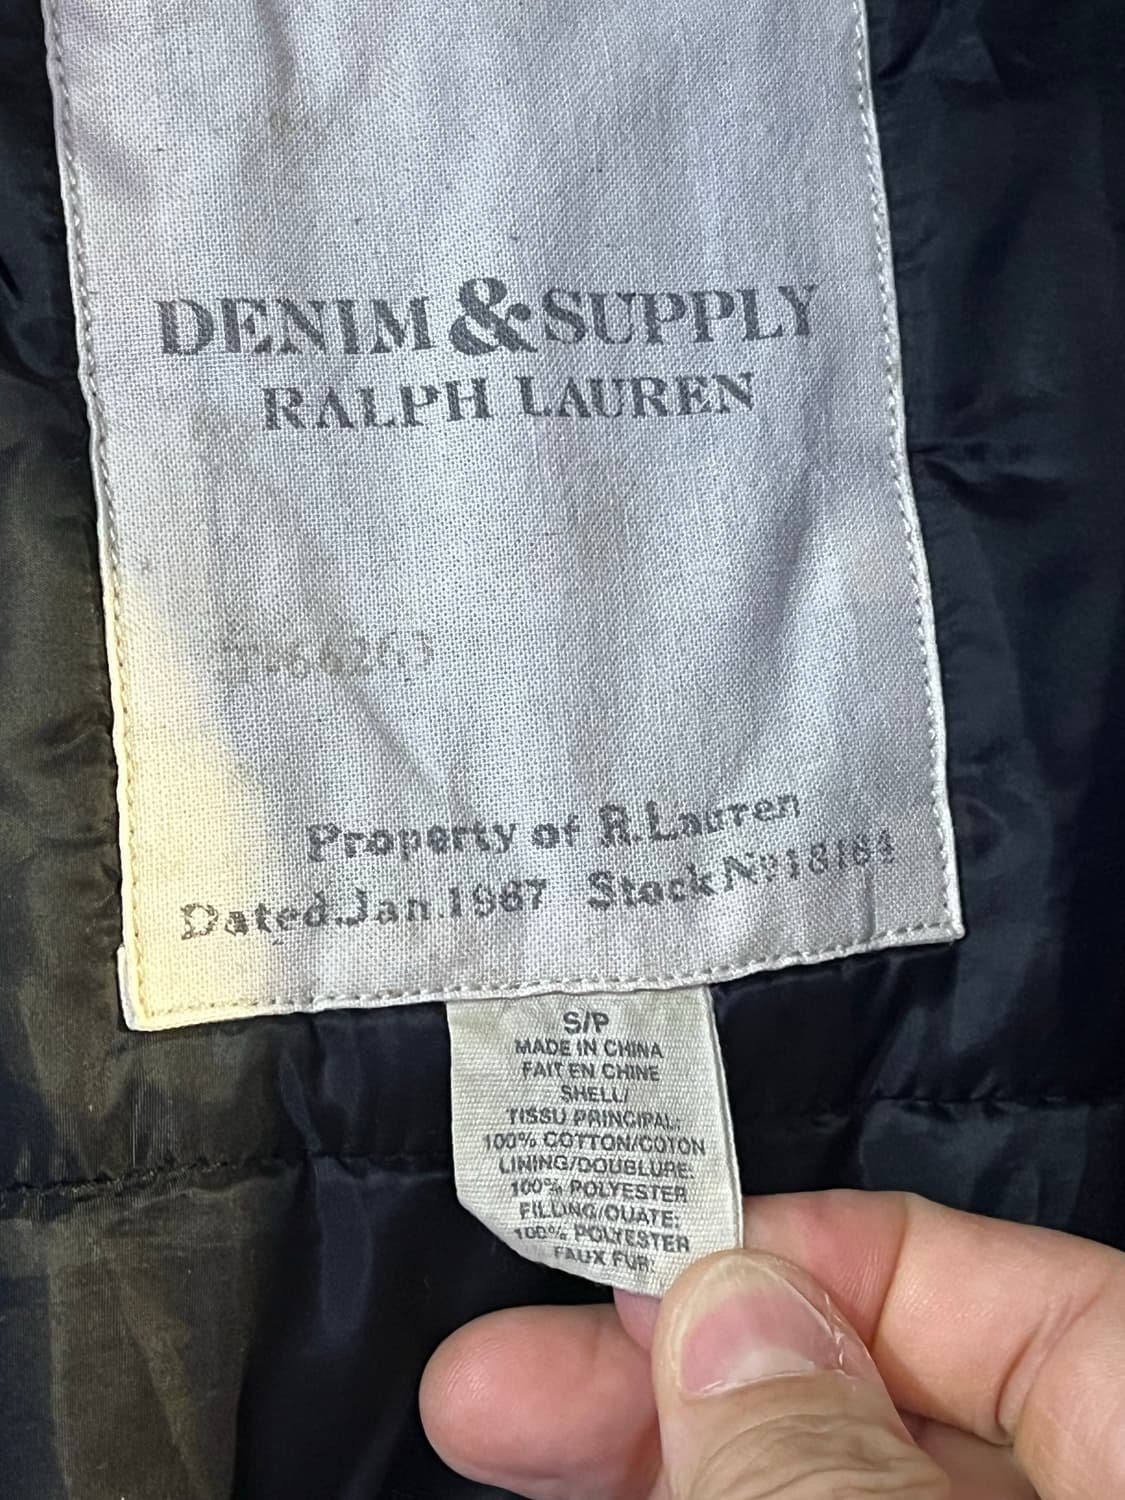 DENIM & SUPPLY
RALPH LAUREN
Property of R.Lauren
Dated Jan.1967 Stock Nº
S/P
MADE IN CHINA
FAIT EN CHINE
SHELL/
TISSU PRINCIPAL:
100% COTTON/COTON
LINING/DOUBLURE:
100% POLYESTER
FILLING/OUATE:
100% POLYESTER
FAUX FUR: